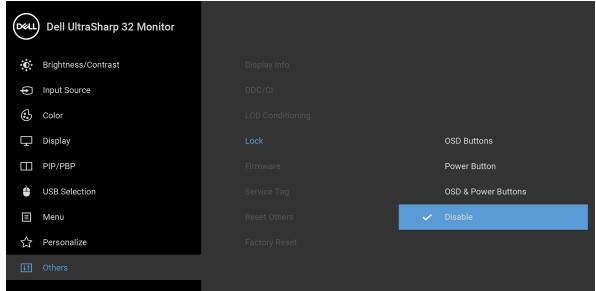 DELL Dell UltraSharp 32 Monitor
Brightness/Contrast
Input Source
Color
Display
PIP/PBP
USB Selection
Menu
Personalize
Others
Display Info
DDC/CI
LCD Conditioning
Lock
Firmware
Service Tag
Reset Others
Factory Reset
OSD Buttons
Power Button
OSD & Power Buttons
Disable